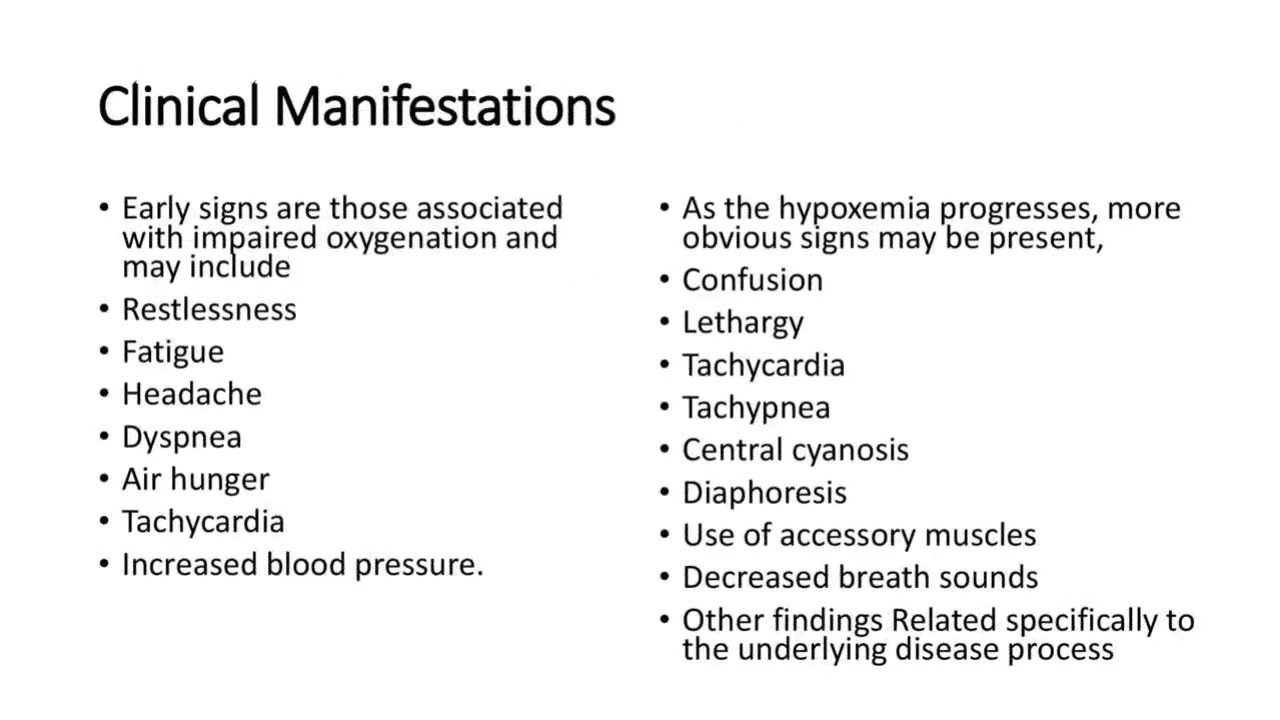 Clinical Manifestations
• Early signs are those associated
with impaired oxygenation and
may include
• Restlessness
• Fatigue
• Headache
• Dyspnea
• Air hunger
• Tachycardia
• Increased blood pressure.
• As the hypoxemia progresses, more
obvious signs may be present,
• Confusion
• Lethargy
• Tachycardia
• Tachypnea
• Central cyanosis
• Diaphoresis
• Use of accessory muscles
• Decreased breath sounds
• Other findings Related specifically to
the underlying disease process